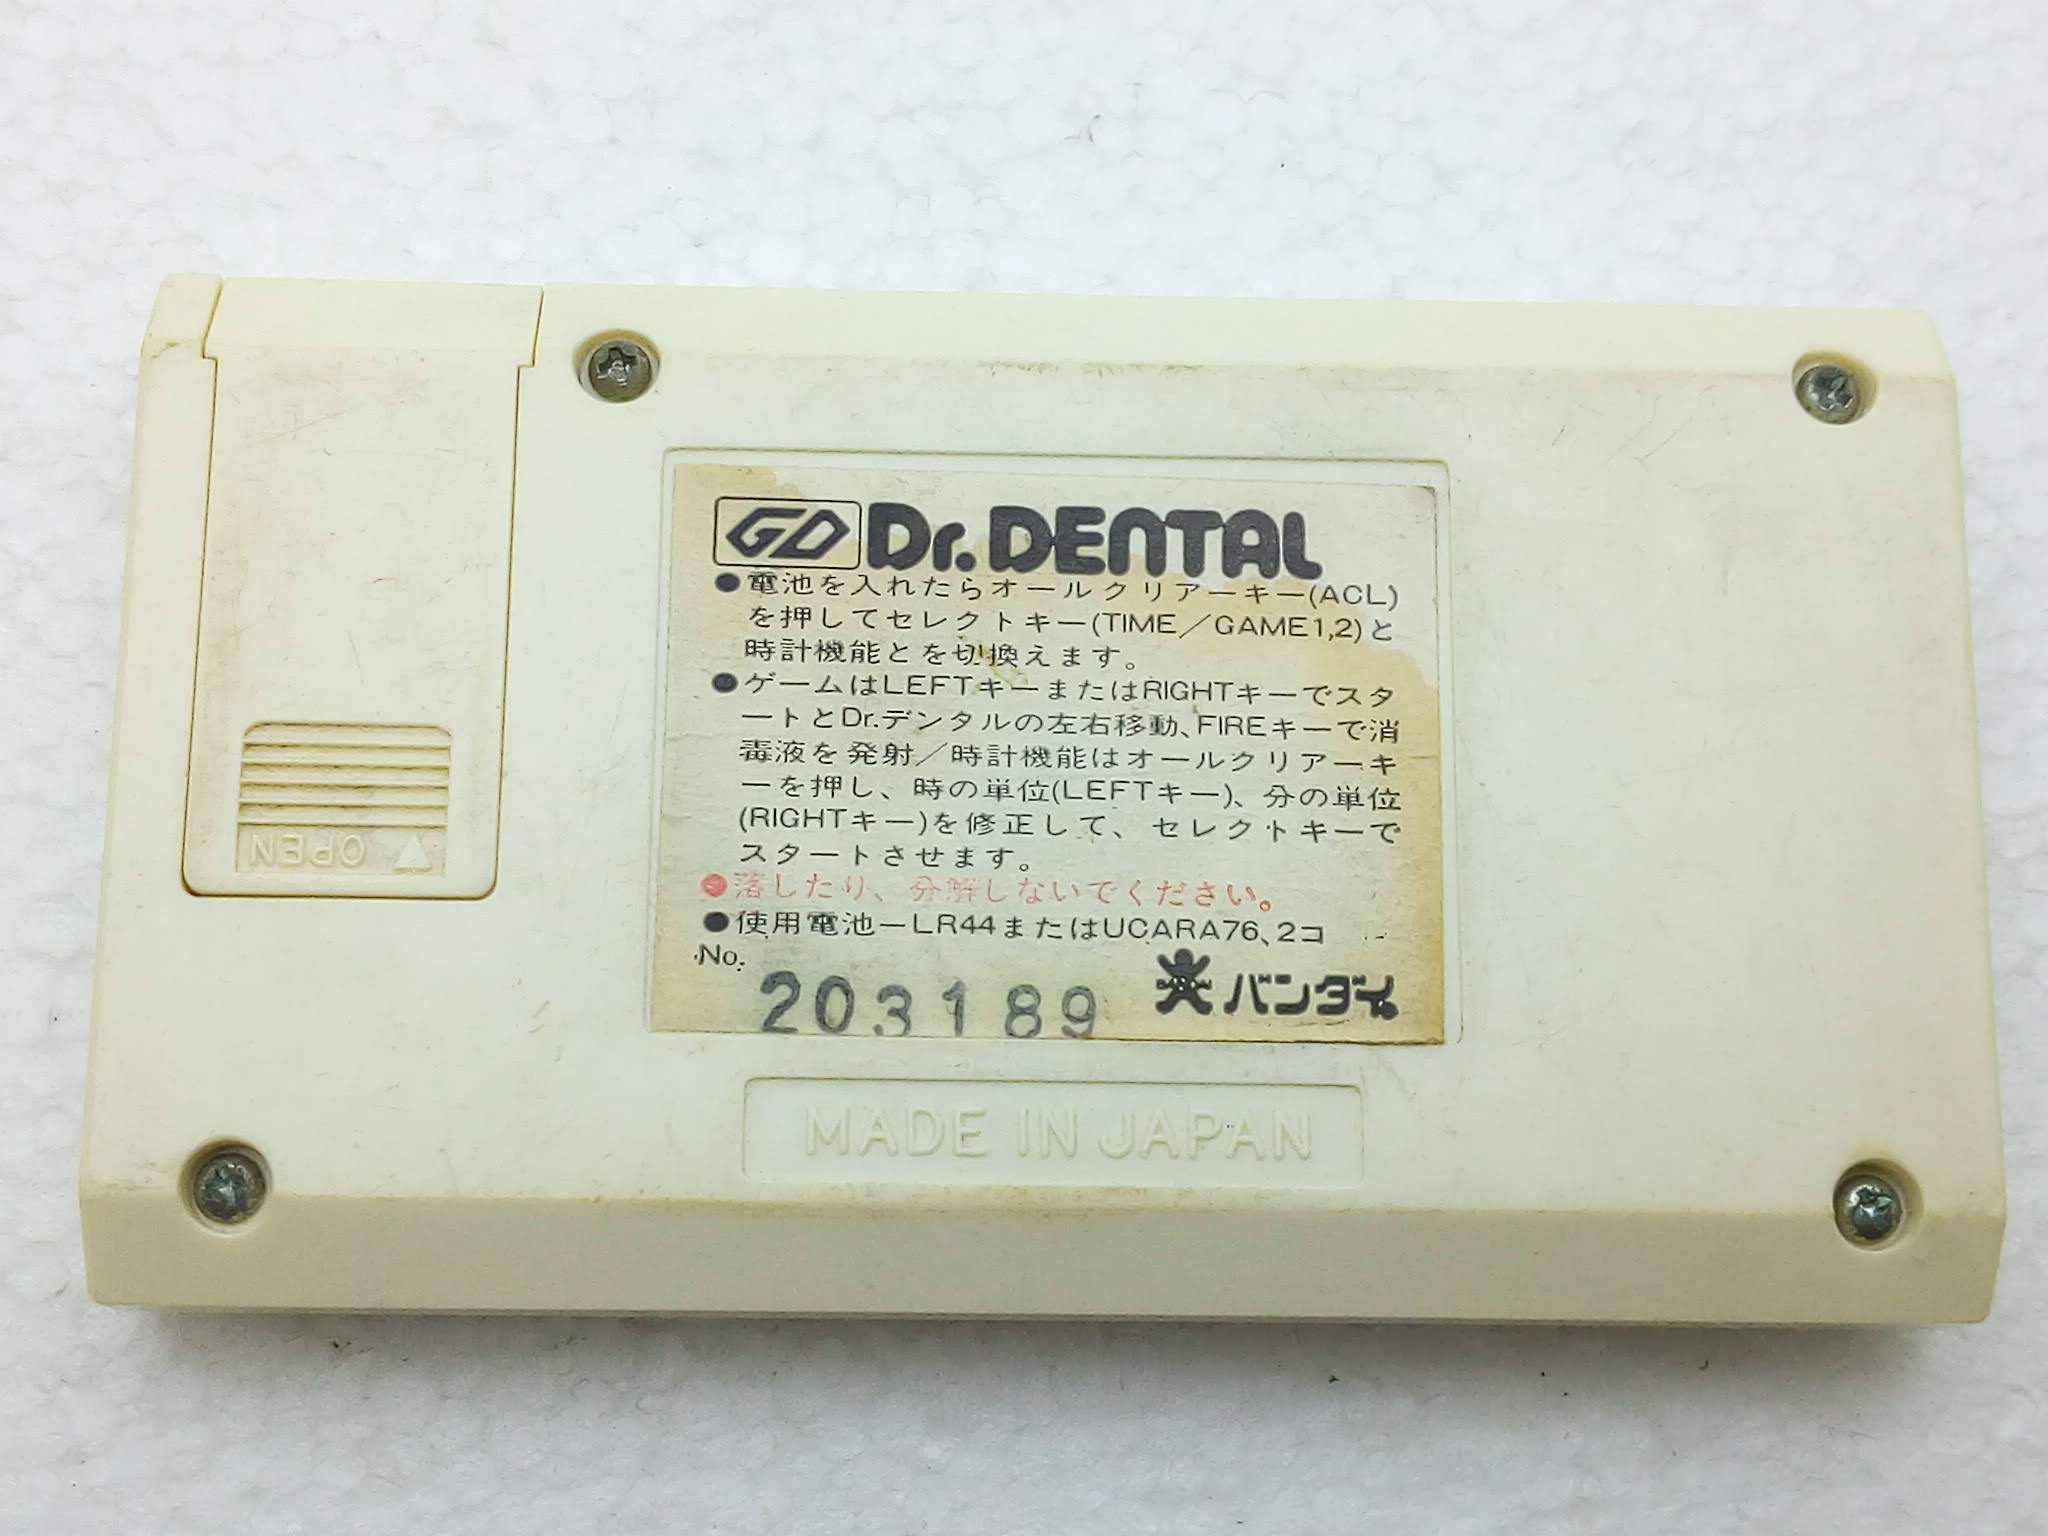 GD Dr. DENTAL
●電池を入れたらオールクリアーキー(ACL)
を押してセレクトキー(TIME／GAME1,2)と
時計機能とを切換えます。
●ゲームはLEFTキーまたはRIGHTキーでスタ
ートとDr.デンタルの左右移動、FIREキーで消
毒液を発射／時計機能はオールクリアーキ
ーを押し、時の単位(LEFTキー)、分の単位
(RIGHTキー)を修正して、セレクトキーで
スタートさせます。
●落したり、分解しないでください。
●使用電池ーLR44またはUCARA76、2コ
No.
203189 バンダイ
OPEN
MADE IN JAPAN